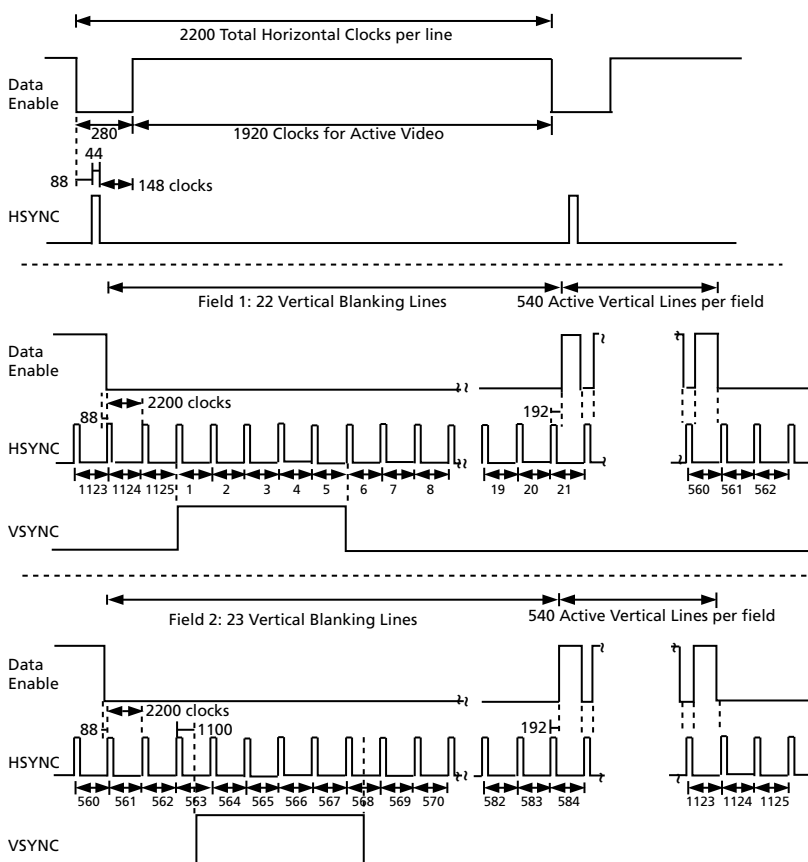 2200 Total Horizontal Clocks per line
Data
Enable
280
1920 Clocks for Active Video
44
88
148 clocks
HSYNC
Field 1: 22 Vertical Blanking Lines
540 Active Vertical Lines per field
Data
Enable
2200 clocks
88
192
HSYNC
1123 1124 1125 1 2 3 4 5 6 7 8 19 20 21 560 561 562
VSYNC
Field 2: 23 Vertical Blanking Lines
540 Active Vertical Lines per field
Data
Enable
2200 clocks
88
1100
192
HSYNC
560 561 562 563 564 565 566 567 568 569 570 582 583 584 1123 1124 1125
VSYNC